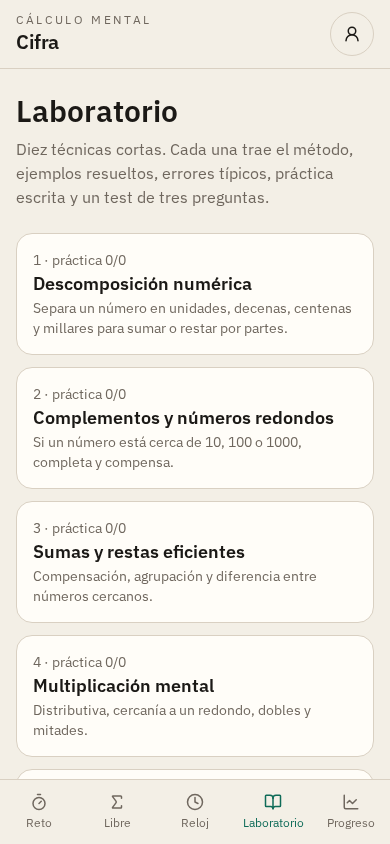 CÁLCULO MENTAL
Cifra
Laboratorio
Diez técnicas cortas. Cada una trae el método,
ejemplos resueltos, errores típicos, práctica
escrita y un test de tres preguntas.
1 · práctica 0/0
Descomposición numérica
Separa un número en unidades, decenas, centenas
y millares para sumar o restar por partes.
2 · práctica 0/0
Complementos y números redondos
Si un número está cerca de 10, 100 o 1000,
completa y compensa.
3 · práctica 0/0
Sumas y restas eficientes
Compensación, agrupación y diferencia entre
números cercanos.
4 · práctica 0/0
Multiplicación mental
Distributiva, cercanía a un redondo, dobles y
mitades.
Reto
Libre
Reloj
Laboratorio
Progreso